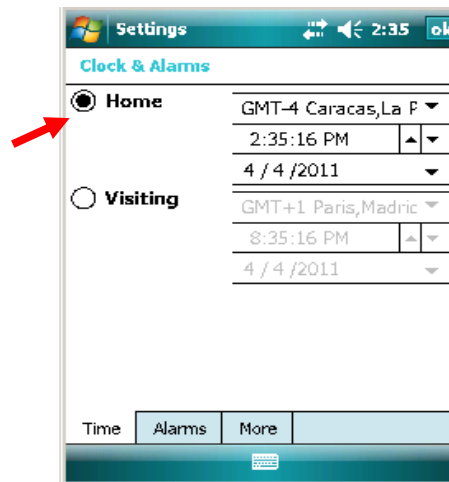 Settings 2:35 ok
Clock & Alarms
Home GMT-4 Caracas,La P
2:35:16 PM
4 / 4 /2011
Visiting GMT+1 Paris,Madric
8:35:16 PM
4 / 4 /2011
Time Alarms More